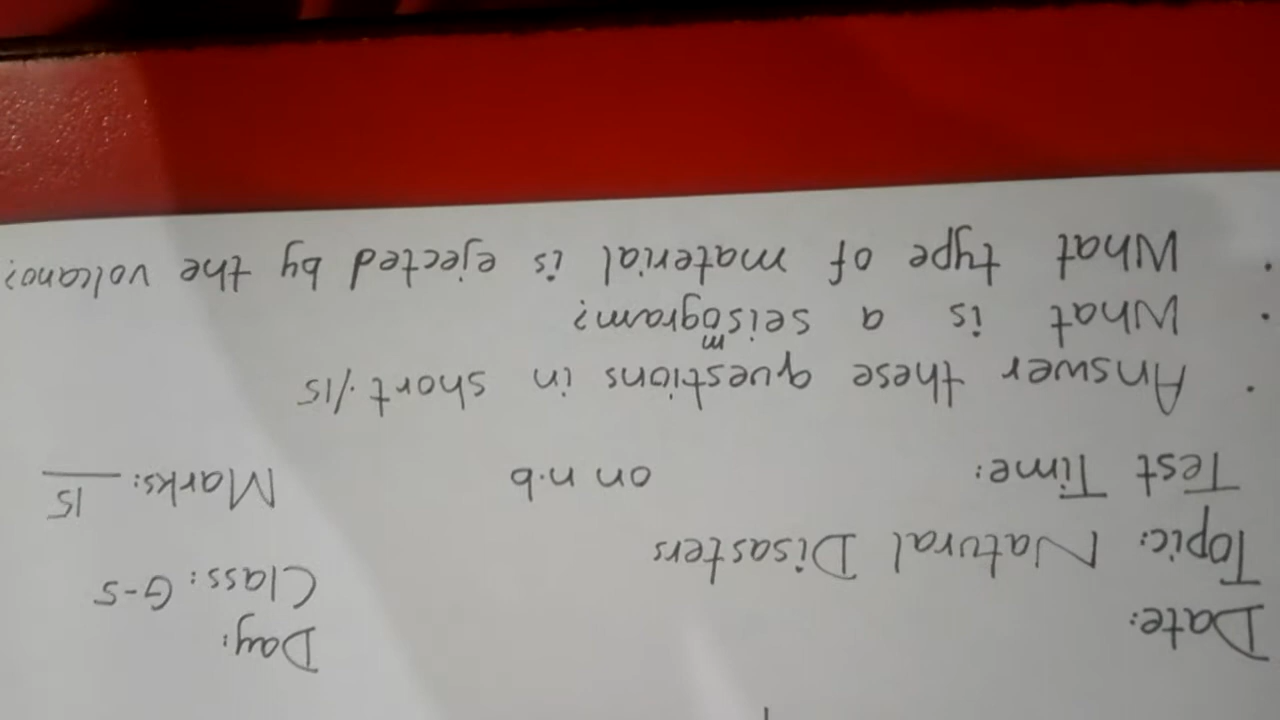 Date: Day:
Topic: Natural Disasters Class: G-5
Test Time: on n.b Marks: 15
Answer these questions in short /15
What is a seismogram?
What type of material is ejected by the volcano?